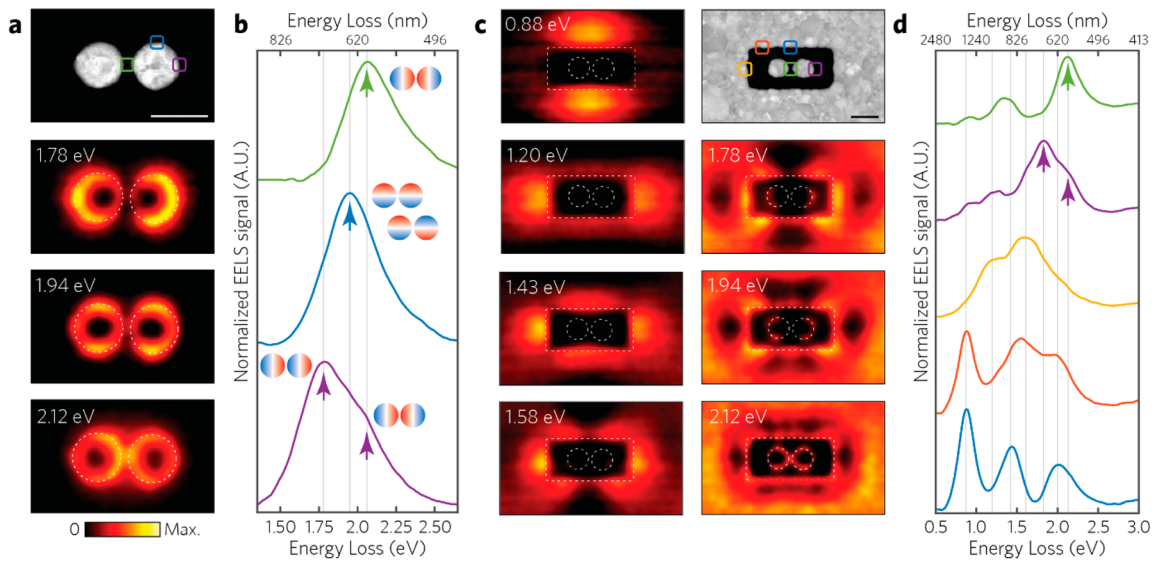 a
1.78 eV
1.94 eV
2.12 eV
0
Max.
b
Energy Loss (nm)
826
620
496
Normalized EELS signal (A.U.)
1.50
1.75
2.0
2.25
2.50
Energy Loss (eV)
c
0.88 eV
1.20 eV
1.78 eV
1.43 eV
1.94 eV
1.58 eV
2.12 eV
d
Energy Loss (nm)
2480
1240
826
620
496
413
Normalized EELS signal (A.U.)
0.5
1.0
1.5
2.0
2.5
3.0
Energy Loss (eV)